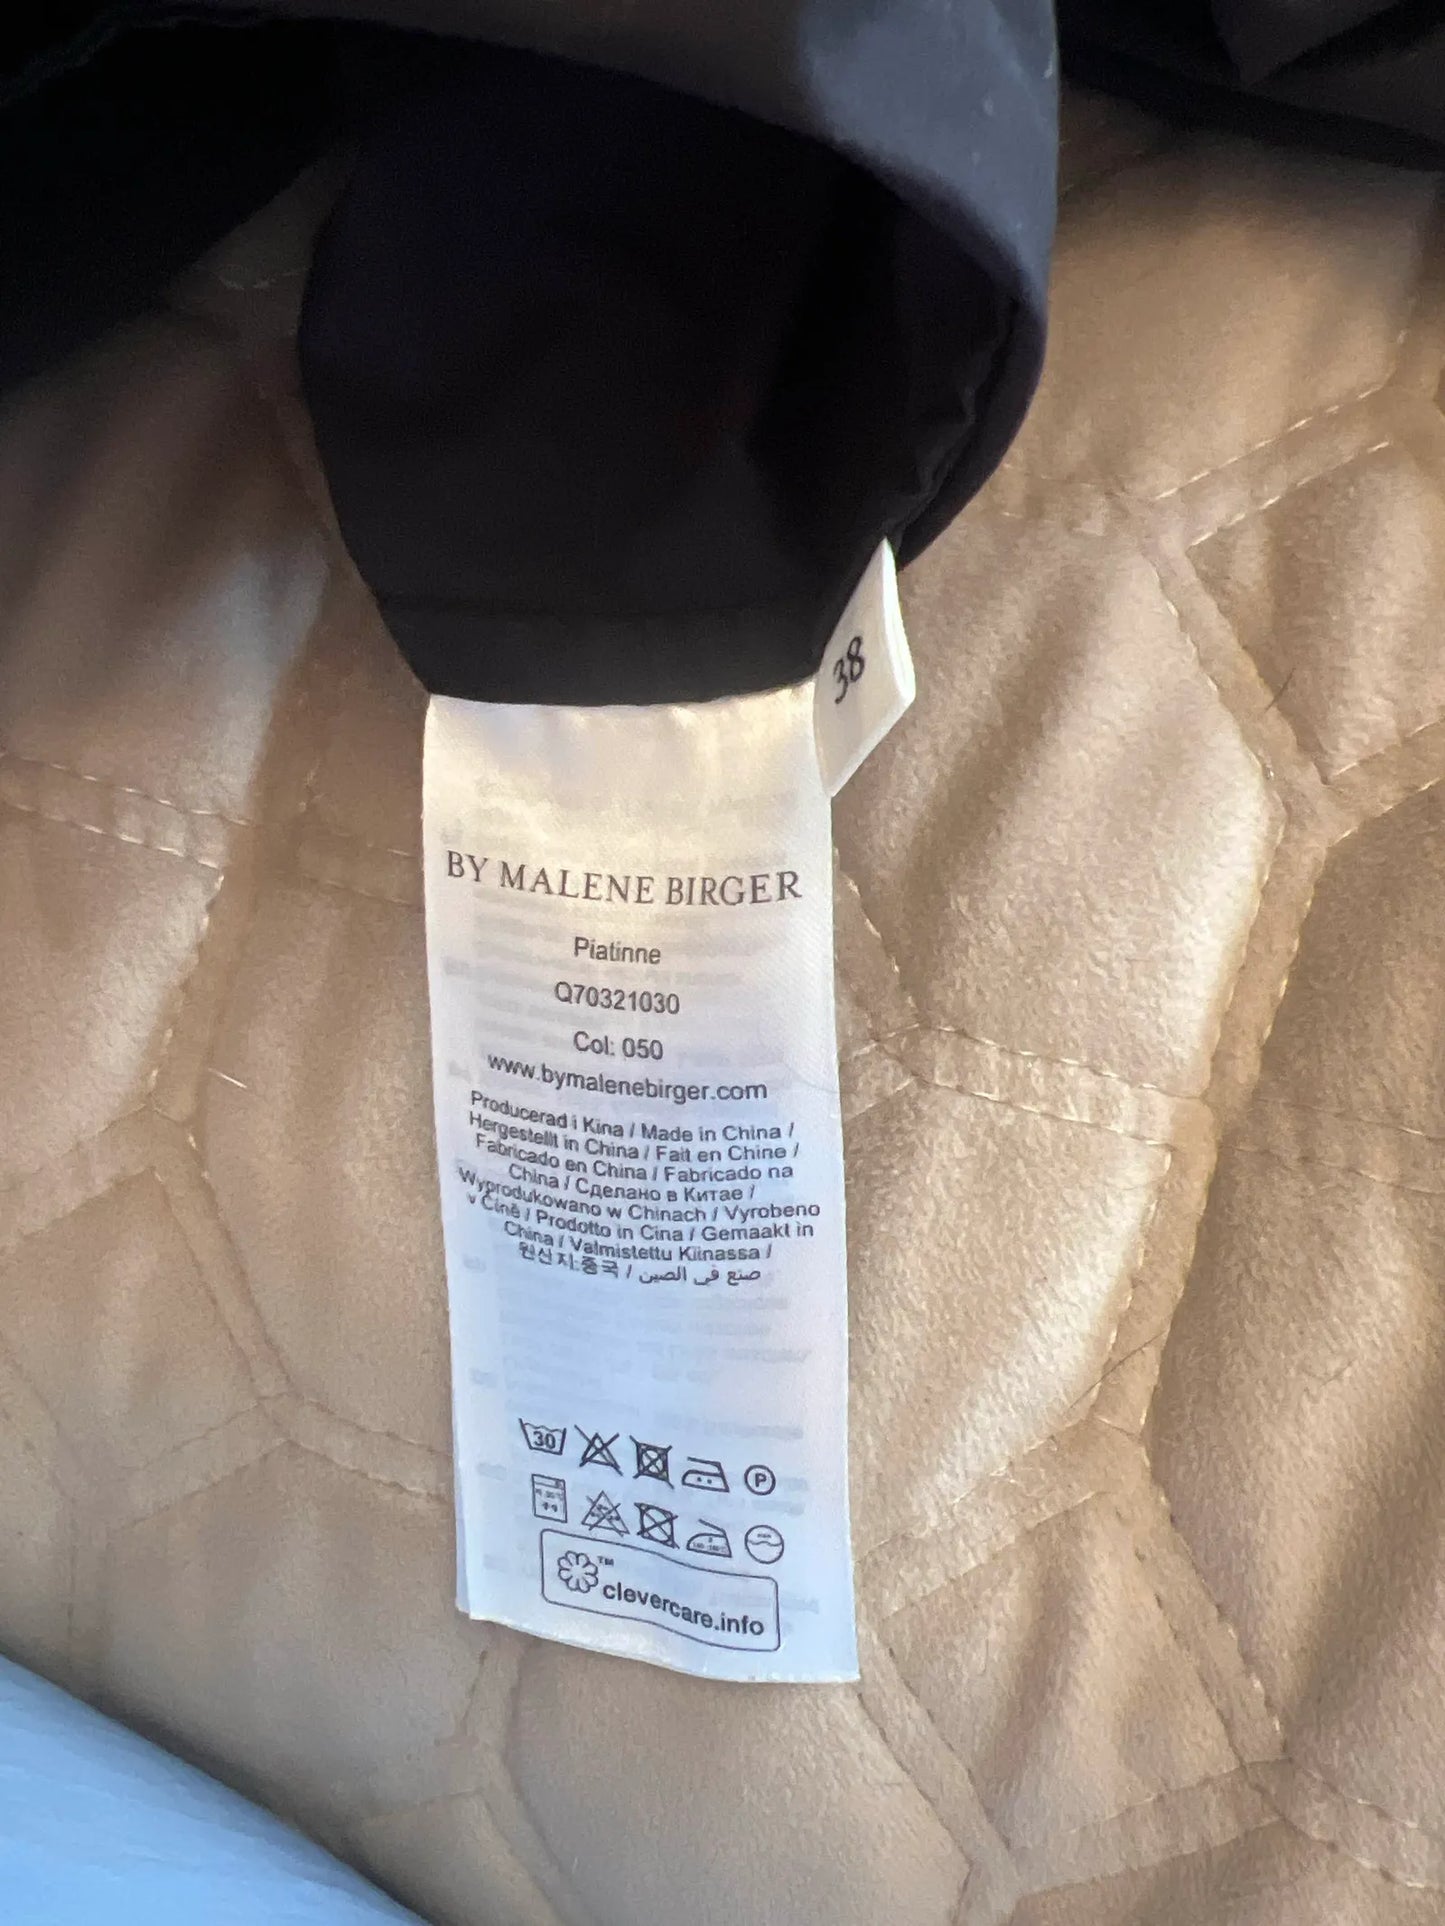 38
BY MALENE BIRGER
Piatinne
Q70321030
Col: 050
www.bymalenebirger.com
Producerad i Kina / Made in China /
Hergestellt in China / Fait en Chine /
Fabricado en China / Fabricado na
China / Сделано в Китае /
Wyprodukowano w Chinach / Vyrobeno
v Číně / Prodotto in Cina / Gemaakt in
China / Valmistettu Kiinassa /
원산지:중국 / صنع في الصين
30
P
™
clevercare.info